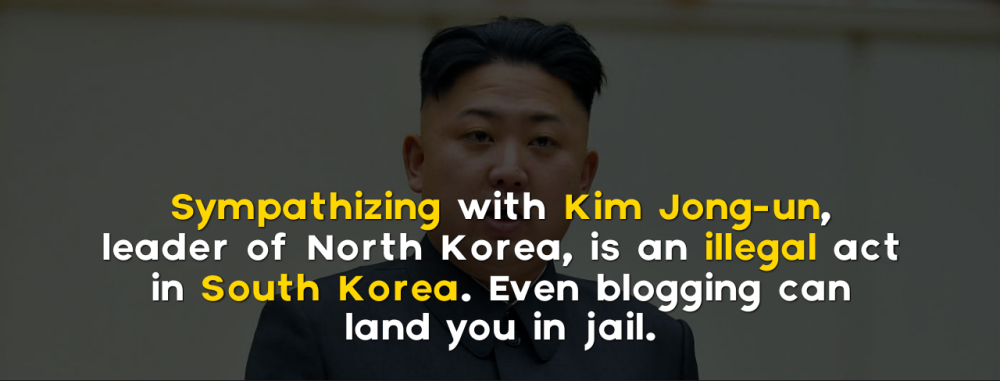 Sympathizing with Kim Jong-un,
leader of North Korea, is an illegal act
in South Korea. Even blogging can
land you in jail.